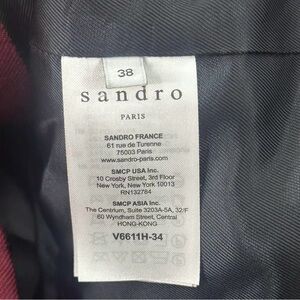 38
sandro
PARIS
SANDRO FRANCE
61 rue de Turenne
75003 Paris
www.sandro-paris.com
SMCP USA Inc.
10 Crosby Street, 3rd Floor
New York, New York 10013
RN132784
SMCP ASIA Inc.
The Centrium, Suite 3203A-5A, 32/F
60 Wyndham Street, Central
HONG-KONG
V6611H-34